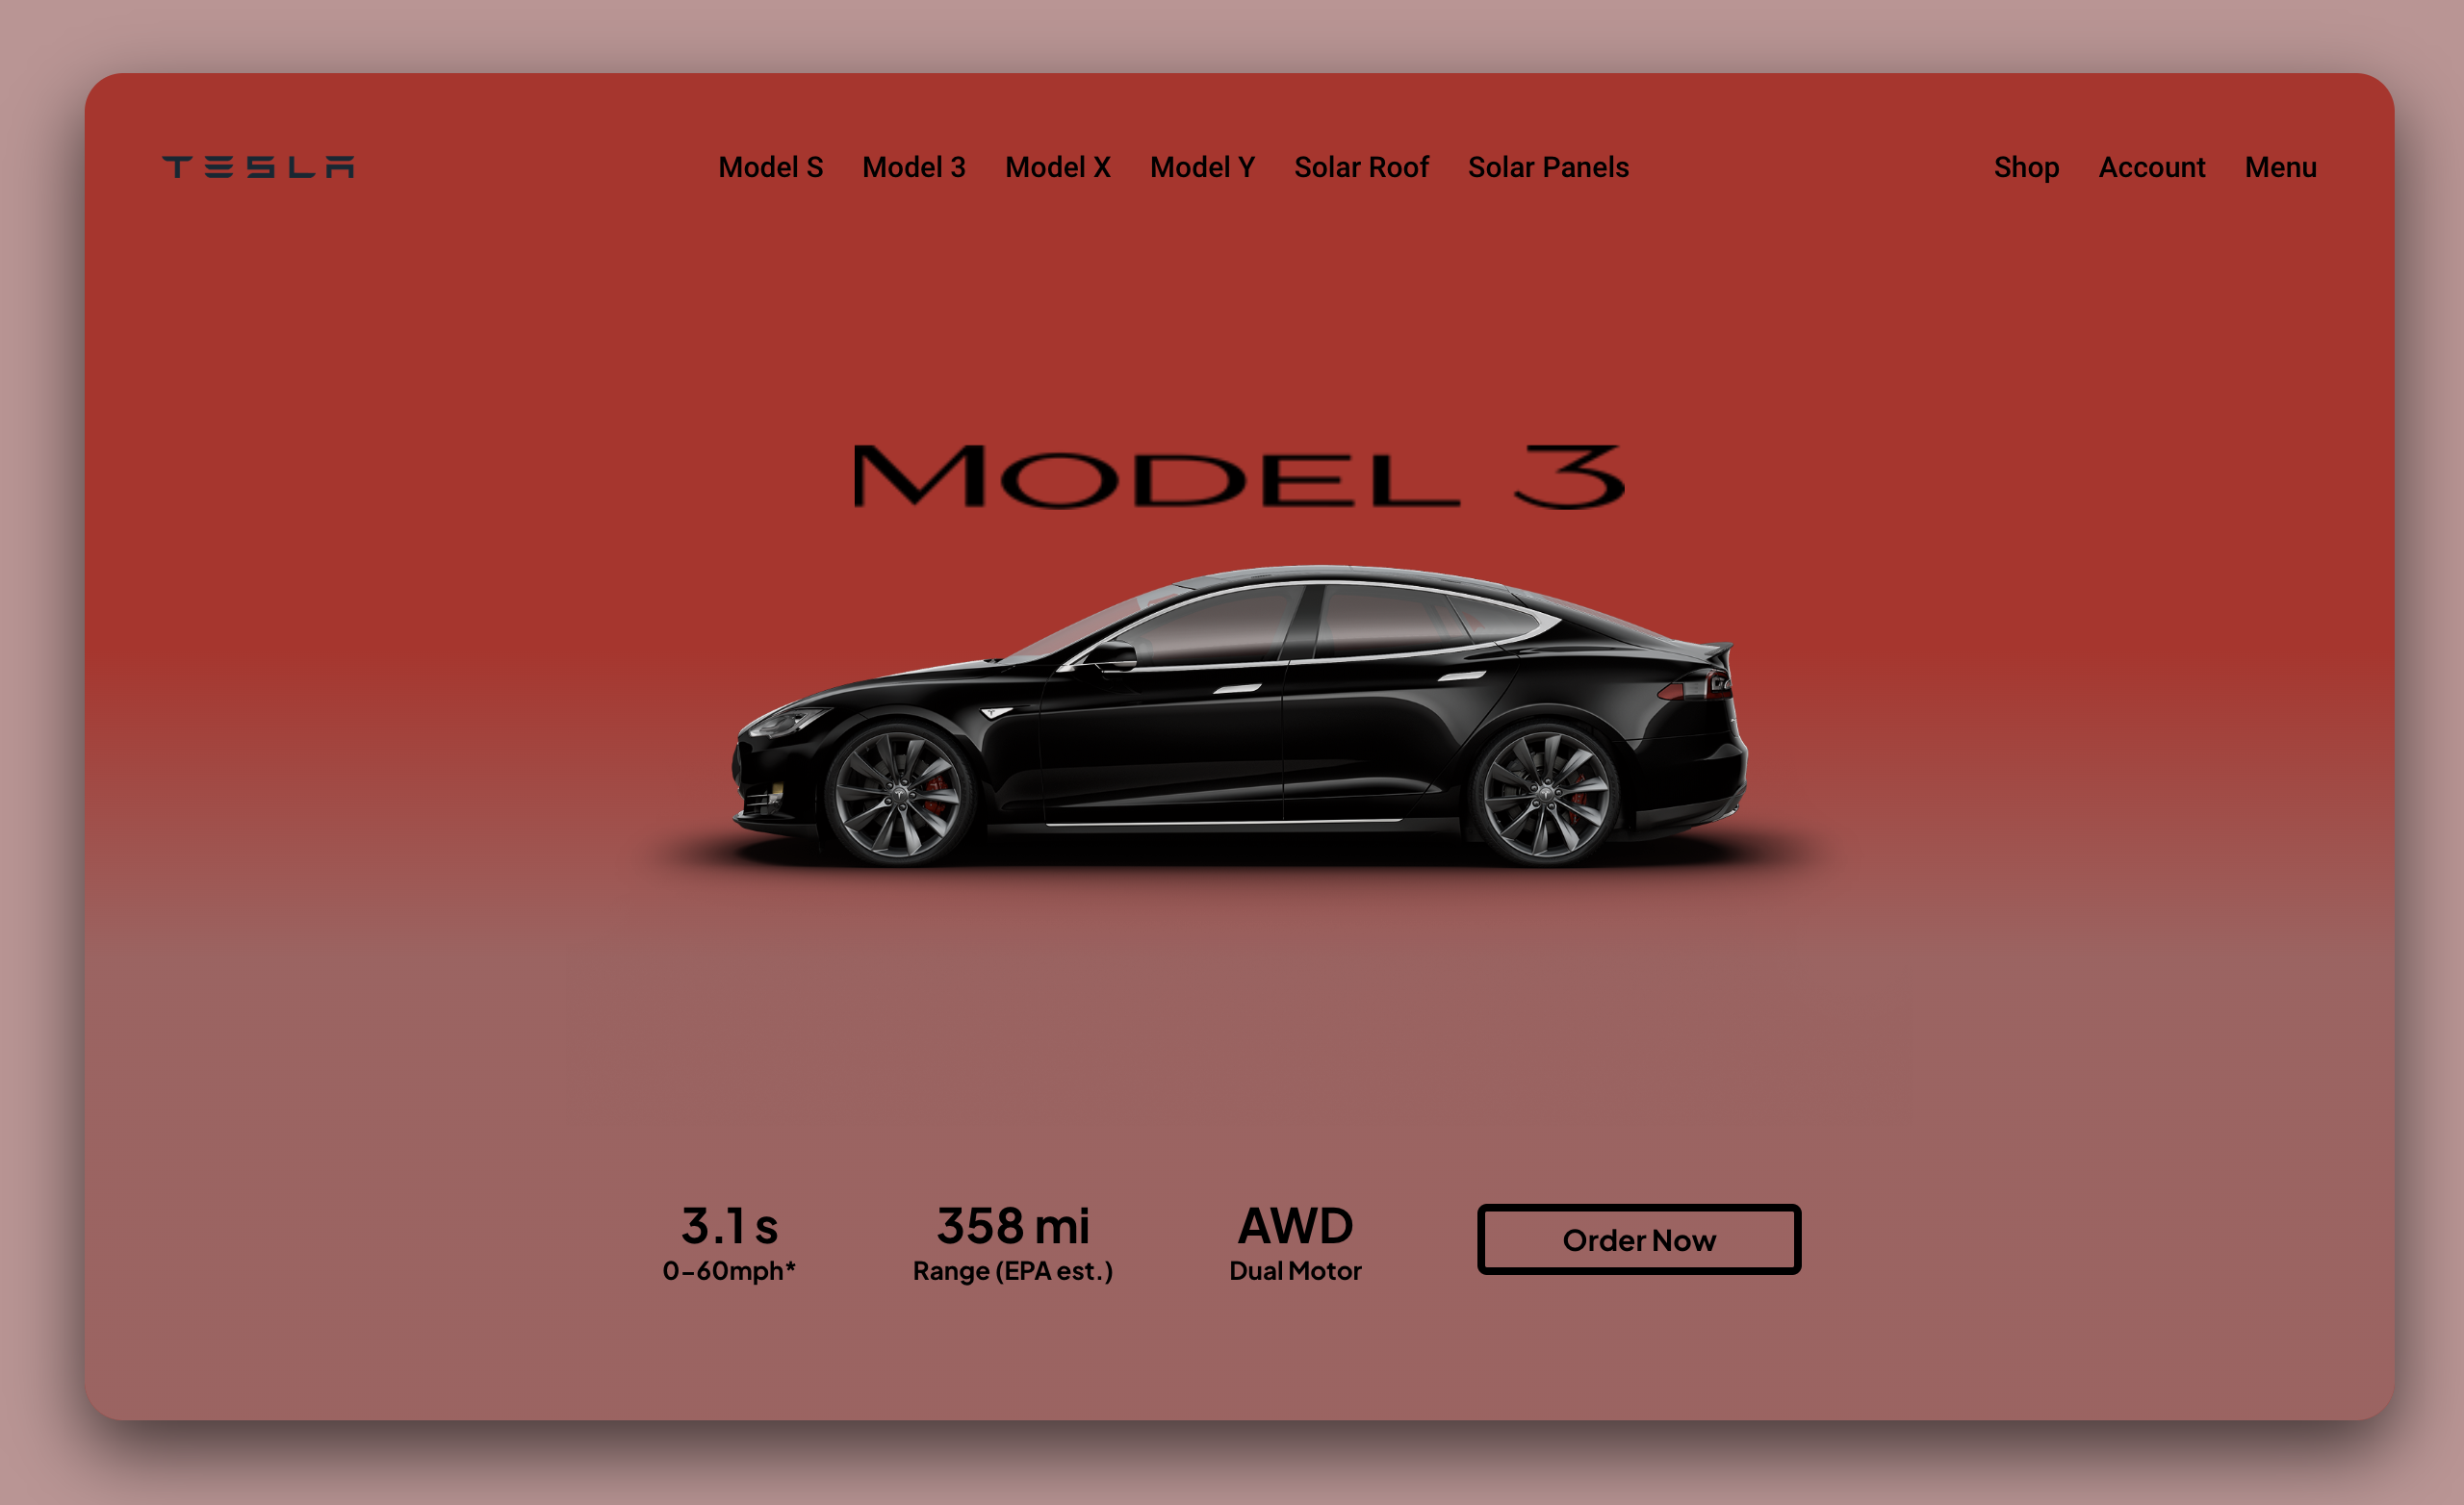 TESLA
Model S Model 3 Model X Model Y Solar Roof Solar Panels
Shop Account Menu
MODEL 3
3.1 s
0-60mph*
358 mi
Range (EPA est.)
AWD
Dual Motor
Order Now